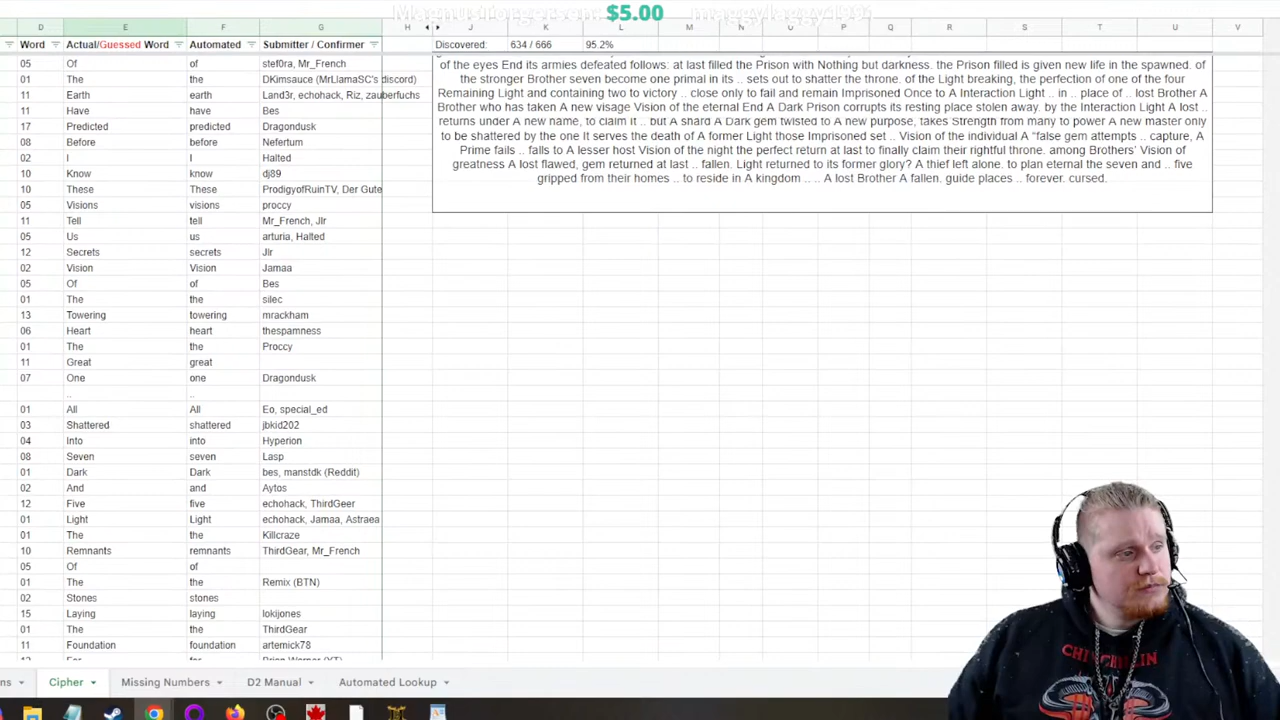 MagnusTorgersen: $5.00 maggylaggy1991
D E F G H J K L M N O P Q R S T U V
Word Actual/Guessed Word Automated Submitter / Confirmer Discovered: 634 / 666 95.2%
05 Of of stef0ra, Mr_French
01 The the DKimsauce (MrLlamaSC's discord)
11 Earth earth Land3r, echohack, Riz, zauberfuchs
11 Have have Bes
17 Predicted predicted Dragondusk
08 Before before Nefertum
02 I I Halted
10 Know know dj89
10 These These ProdigyofRuinTV, Der Gute
05 Visions visions proccy
11 Tell tell Mr_French, Jlr
05 Us us arturia, Halted
12 Secrets secrets Jlr
02 Vision Vision Jamaa
05 Of of Bes
01 The the silec
13 Towering towering mrackham
06 Heart heart thespamness
01 The the Proccy
11 Great great
07 One one Dragondusk
.. ..
01 All All Eo, special_ed
03 Shattered shattered jbkid202
04 Into into Hyperion
08 Seven seven Lasp
01 Dark Dark bes, manstdk (Reddit)
02 And and Aytos
12 Five five echohack, ThirdGeer
01 Light Light echohack, Jamaa, Astraea
01 The the Killcraze
10 Remnants remnants ThirdGear, Mr_French
05 Of of
01 The the Remix (BTN)
02 Stones stones
15 Laying laying lokijones
01 The the ThirdGear
11 Foundation foundation artemick78
12 For for Brian Werner (YT)
of the eyes End its armies defeated follows: at last filled the Prison with Nothing but darkness. the Prison filled is given new life in the spawned. of
the stronger Brother seven become one primal in its .. sets out to shatter the throne. of the Light breaking, the perfection of one of the four
Remaining Light and containing two to victory .. close only to fail and remain Imprisoned Once to A Interaction Light .. in .. place of .. lost Brother A
Brother who has taken A new visage Vision of the eternal End A Dark Prison corrupts its resting place stolen away. by the Interaction Light A lost ..
returns under A new name, to claim it .. but A shard A Dark gem twisted to A new purpose, takes Strength from many to power A new master only
to be shattered by the one It serves the death of A former Light those Imprisoned set .. Vision of the individual A "false gem attempts .. capture, A
Prime fails .. falls to A lesser host Vision of the night the perfect return at last to finally claim their rightful throne. among Brothers' Vision of
greatness A lost flawed, gem returned at last .. fallen. Light returned to its former glory? A thief left alone. to plan eternal the seven and .. five
gripped from their homes .. to reside in A kingdom .. .. A lost Brother A fallen. guide places .. forever. cursed.
ns Cipher Missing Numbers D2 Manual Automated Lookup